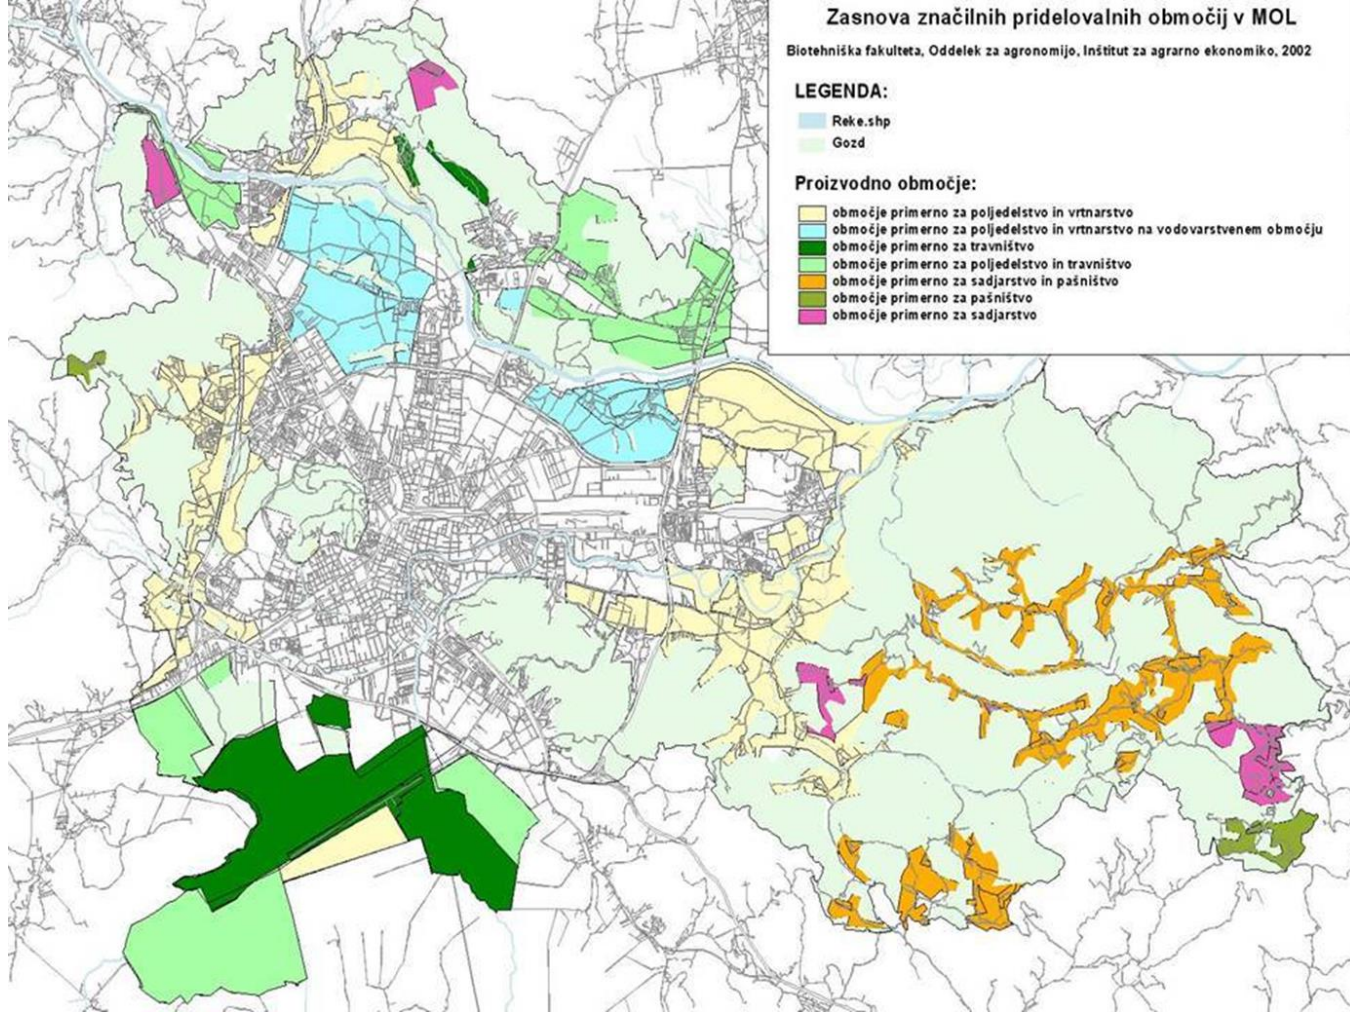 Zasnova značilnih pridelovalnih območij v MOL
Biotehniška fakulteta, Oddelek za agronomijo, Inštitut za agrarno ekonomiko, 2002
LEGENDA:
Reke.shp
Gozd
Proizvodno območje:
območje primerno za poljedelstvo in vrtnarstvo
območje primerno za poljedelstvo in vrtnarstvo na vodovarstvenem območju
območje primerno za travništvo
območje primerno za poljedelstvo in travništvo
območje primerno za sadjarstvo in pašništvo
območje primerno za pašništvo
območje primerno za sadjarstvo